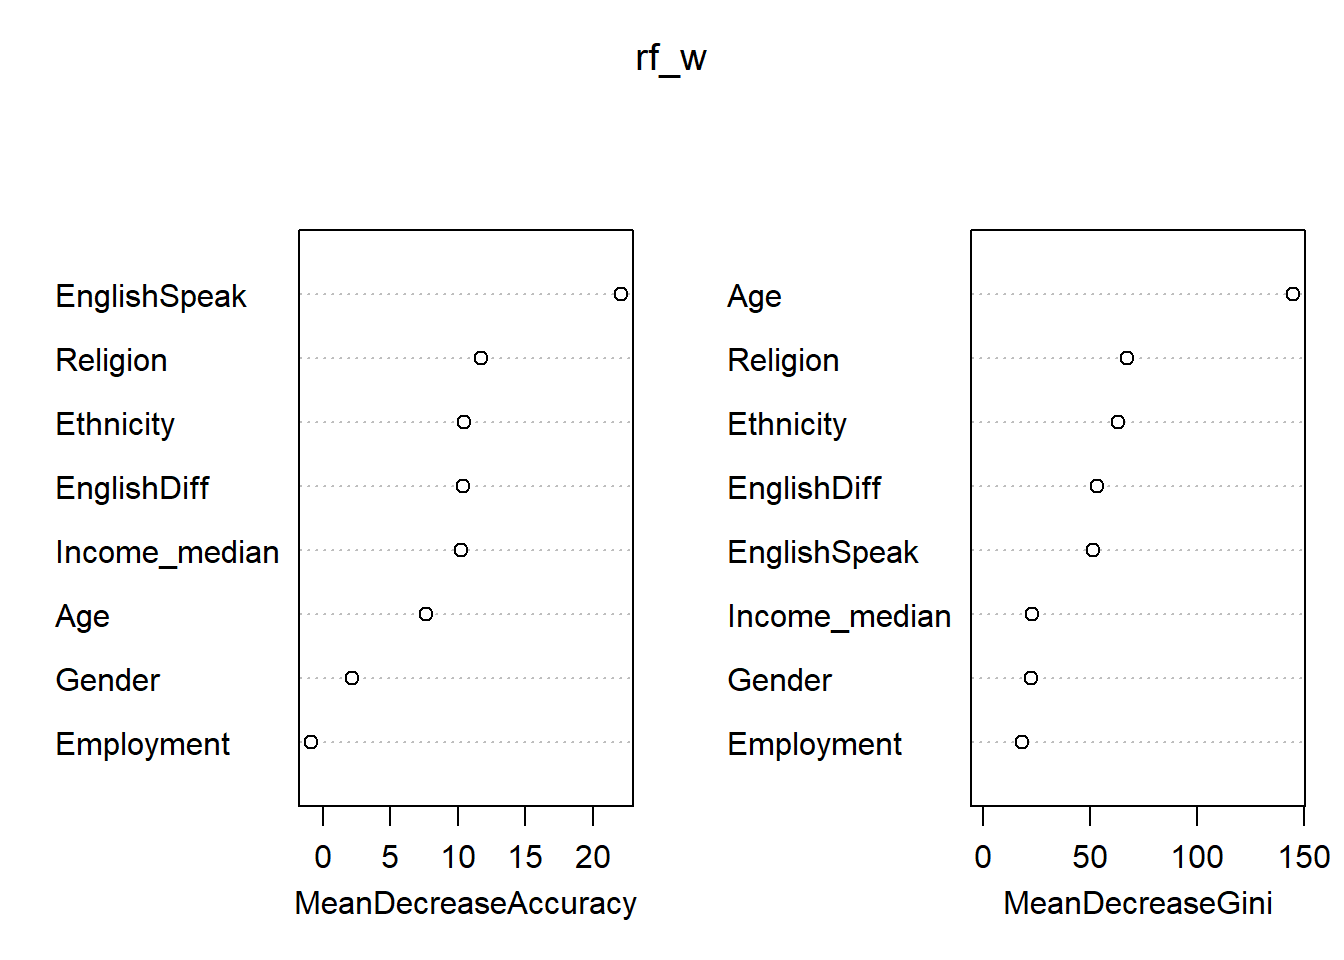 rf_w
EnglishSpeak
Religion
Ethnicity
EnglishDiff
Income_median
Age
Gender
Employment
0 5 10 15 20
MeanDecreaseAccuracy
Age
Religion
Ethnicity
EnglishDiff
EnglishSpeak
Income_median
Gender
Employment
0 50 100 150
MeanDecreaseGini